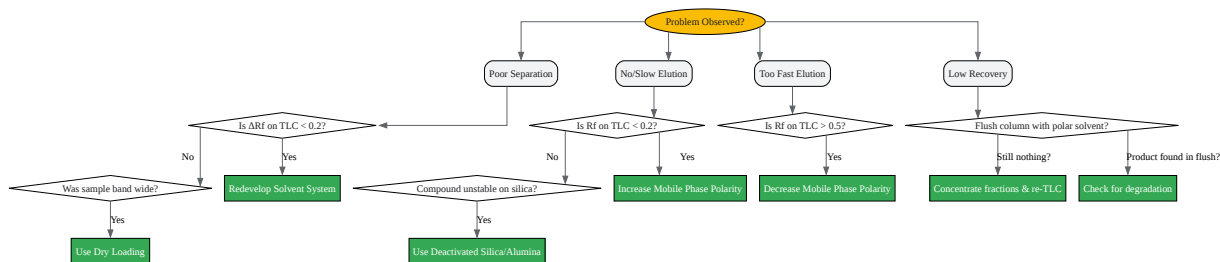 Problem Observed?
Poor Separation
No/Slow Elution
Too Fast Elution
Low Recovery
Is ΔRf on TLC < 0.2?
Is Rf on TLC < 0.2?
Is Rf on TLC > 0.5?
Flush column with polar solvent?
No
Yes
No
Yes
Yes
Still nothing?
Product found in flush?
Was sample band wide?
Redevelop Solvent System
Compound unstable on silica?
Increase Mobile Phase Polarity
Decrease Mobile Phase Polarity
Concentrate fractions & re-TLC
Check for degradation
Yes
Yes
Use Dry Loading
Use Deactivated Silica/Alumina